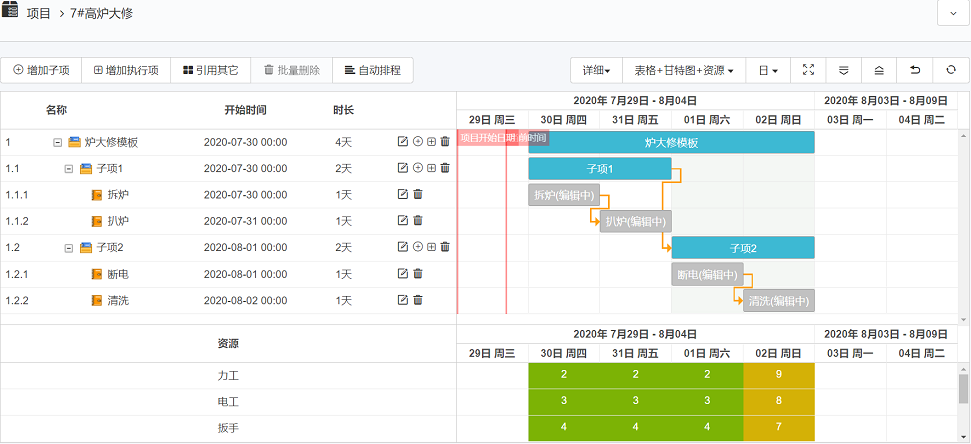 项目 > 7#高炉大修
增加子项 增加执行项 引用其它 批量删除 自动排程 详细 表格+甘特图+资源 日
名称 开始时间 时长 2020年 7月29日 - 8月04日 2020年 8月03日 - 8月09日
29日 周三 30日 周四 31日 周五 01日 周六 02日 周日 03日 周一 04日 周二
1 炉大修模板 2020-07-30 00:00 4天 项目开始日期 前时间 炉大修模板
1.1 子项1 2020-07-30 00:00 2天 子项1
1.1.1 拆炉 2020-07-30 00:00 1天 拆炉(编辑中)
1.1.2 扒炉 2020-07-31 00:00 1天 扒炉(编辑中)
1.2 子项2 2020-08-01 00:00 2天 子项2
1.2.1 断电 2020-08-01 00:00 1天 断电(编辑中)
1.2.2 清洗 2020-08-02 00:00 1天 清洗(编辑中)
资源 2020年 7月29日 - 8月04日 2020年 8月03日 - 8月09日
29日 周三 30日 周四 31日 周五 01日 周六 02日 周日 03日 周一 04日 周二
力工 2 2 2 9
电工 3 3 3 8
扳手 4 4 4 7